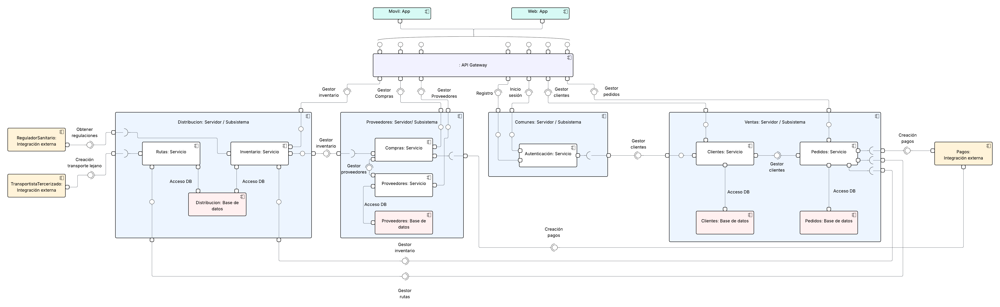 Movil: App
Web: App
: API Gateway
Gestor
inventario
Gestor
Compras
Gestor
Proveedores
Registro
Inicio
sesión
Gestor
clientes
Gestor
pedidos
Distribucion: Servidor / Subsistema
Proveedores: Servidor/ Subsistema
Comunes: Servidor / Subsistema
Ventas: Servidor / Subsistema
ReguladorSanitario:
Integración externa
Obtener
regulaciones
Creación
transporte lejano
TransportistaTercerizado:
Integración externa
Rutas: Servicio
Inventario: Servicio
Acceso DB
Acceso DB
Distribucion: Base de
datos
Gestor
inventario
Compras: Servicio
Gestor
proveedores
Proveedores: Servicio
Acceso DB
Proveedores: Base de
datos
Autenticación: Servicio
Gestor
clientes
Clientes: Servicio
Gestor
clientes
Pedidos: Servicio
Acceso DB
Acceso DB
Clientes: Base de datos
Pedidos: Base de datos
Creación
pagos
Pagos:
Integración externa
Creación
pagos
Gestor
inventario
Gestor
rutas